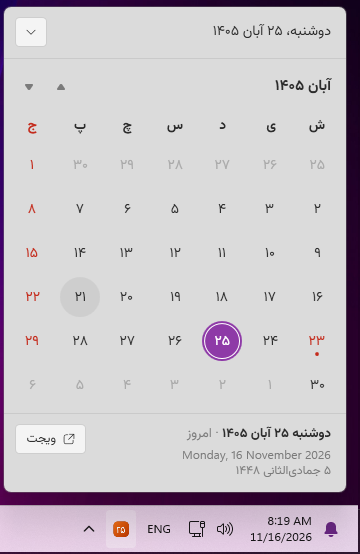 دوشنبه، ۲۵ آبان ۱۴۰۵
آبان ۱۴۰۵
ش ی د س چ پ ج
۲۵ ۲۶ ۲۷ ۲۸ ۲۹ ۳۰ ۱
۲ ۳ ۴ ۵ ۶ ۷ ۸
۹ ۱۰ ۱۱ ۱۲ ۱۳ ۱۴ ۱۵
۱۶ ۱۷ ۱۸ ۱۹ ۲۰ ۲۱ ۲۲
۲۳ ۲۴ ۲۵ ۲۶ ۲۷ ۲۸ ۲۹
۳۰ ۱ ۲ ۳ ۴ ۵ ۶
دوشنبه ۲۵ آبان ۱۴۰۵ · امروز
Monday, 16 November 2026
۵ جمادی‌الثانی ۱۴۴۸
ویجت
۲۵
ENG
8:19 AM
11/16/2026